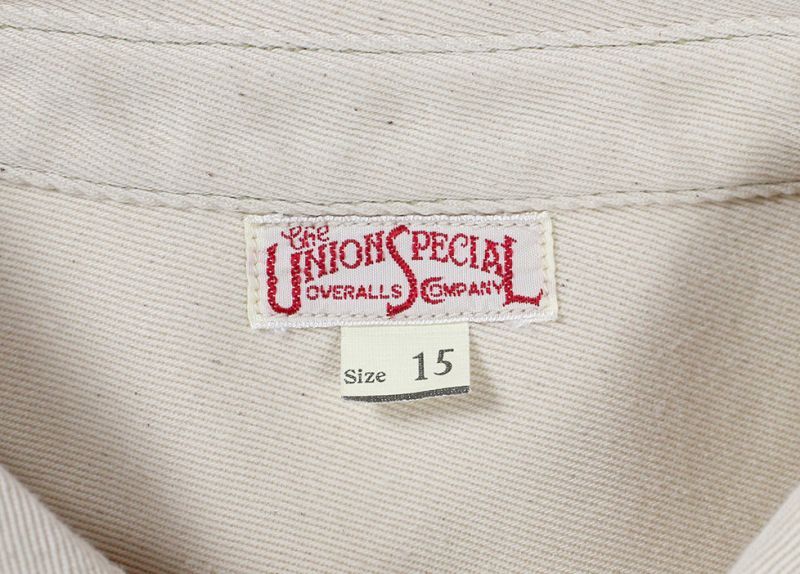 The
UNION SPECIAL
OVERALLS COMPANY
Size 15